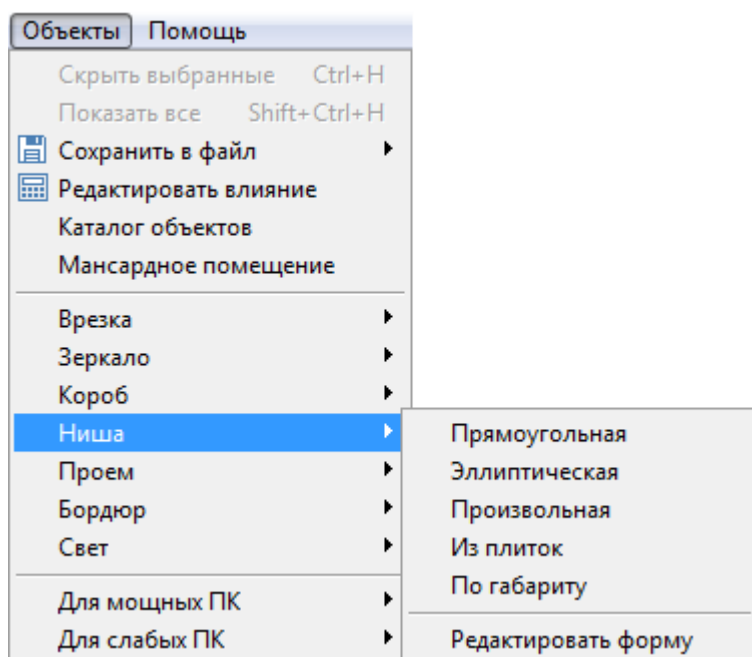 Объекты Помощь
Скрыть выбранные Ctrl+H
Показать все Shift+Ctrl+H
Сохранить в файл
Редактировать влияние
Каталог объектов
Мансардное помещение
Врезка
Зеркало
Короб
Ниша
Проем
Бордюр
Свет
Для мощных ПК
Для слабых ПК
Прямоугольная
Эллиптическая
Произвольная
Из плиток
По габариту
Редактировать форму